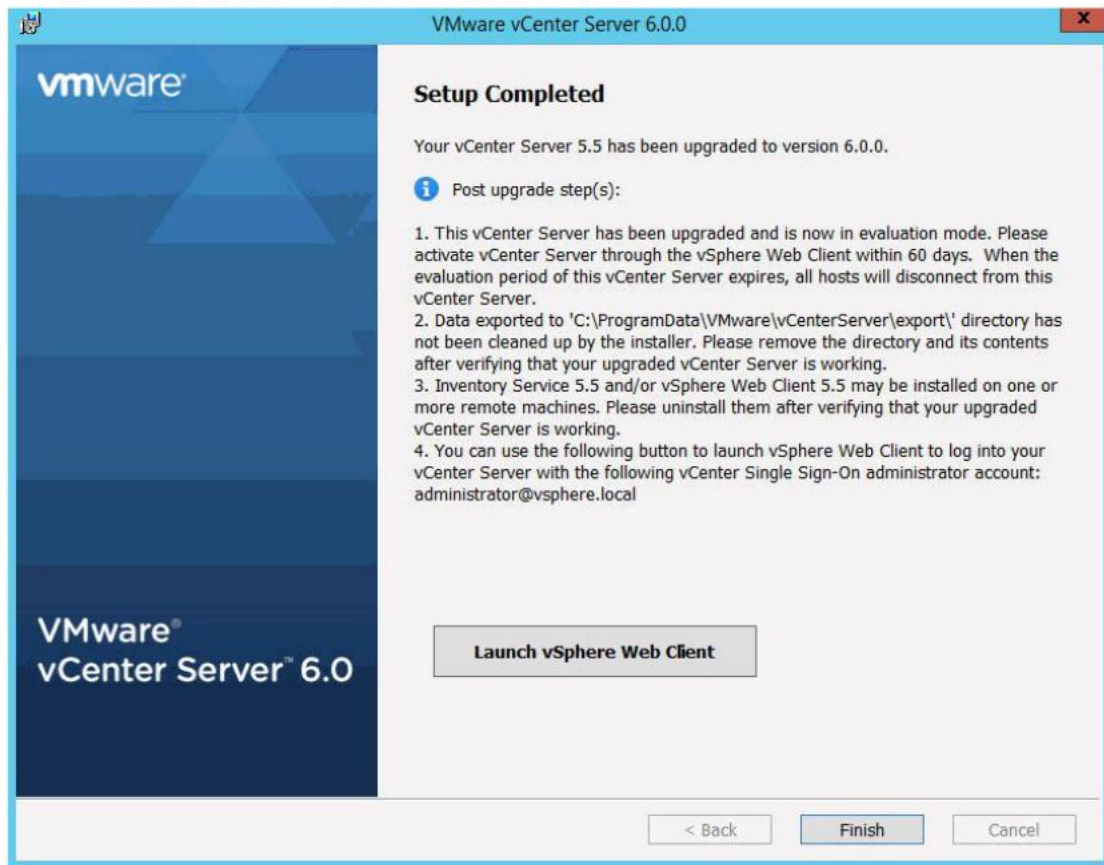 VMware vCenter Server 6.0.0
x
vmware®
Setup Completed
Your vCenter Server 5.5 has been upgraded to version 6.0.0.
i Post upgrade step(s):
1. This vCenter Server has been upgraded and is now in evaluation mode. Please
activate vCenter Server through the vSphere Web Client within 60 days.  When the
evaluation period of this vCenter Server expires, all hosts will disconnect from this
vCenter Server.
2. Data exported to 'C:\ProgramData\VMware\vCenterServer\export\' directory has
not been cleaned up by the installer. Please remove the directory and its contents
after verifying that your upgraded vCenter Server is working.
3. Inventory Service 5.5 and/or vSphere Web Client 5.5 may be installed on one or
more remote machines. Please uninstall them after verifying that your upgraded
vCenter Server is working.
4. You can use the following button to launch vSphere Web Client to log into your
vCenter Server with the following vCenter Single Sign-On administrator account:
administrator@vsphere.local
VMware®
vCenter Server™ 6.0
Launch vSphere Web Client
< Back Finish Cancel